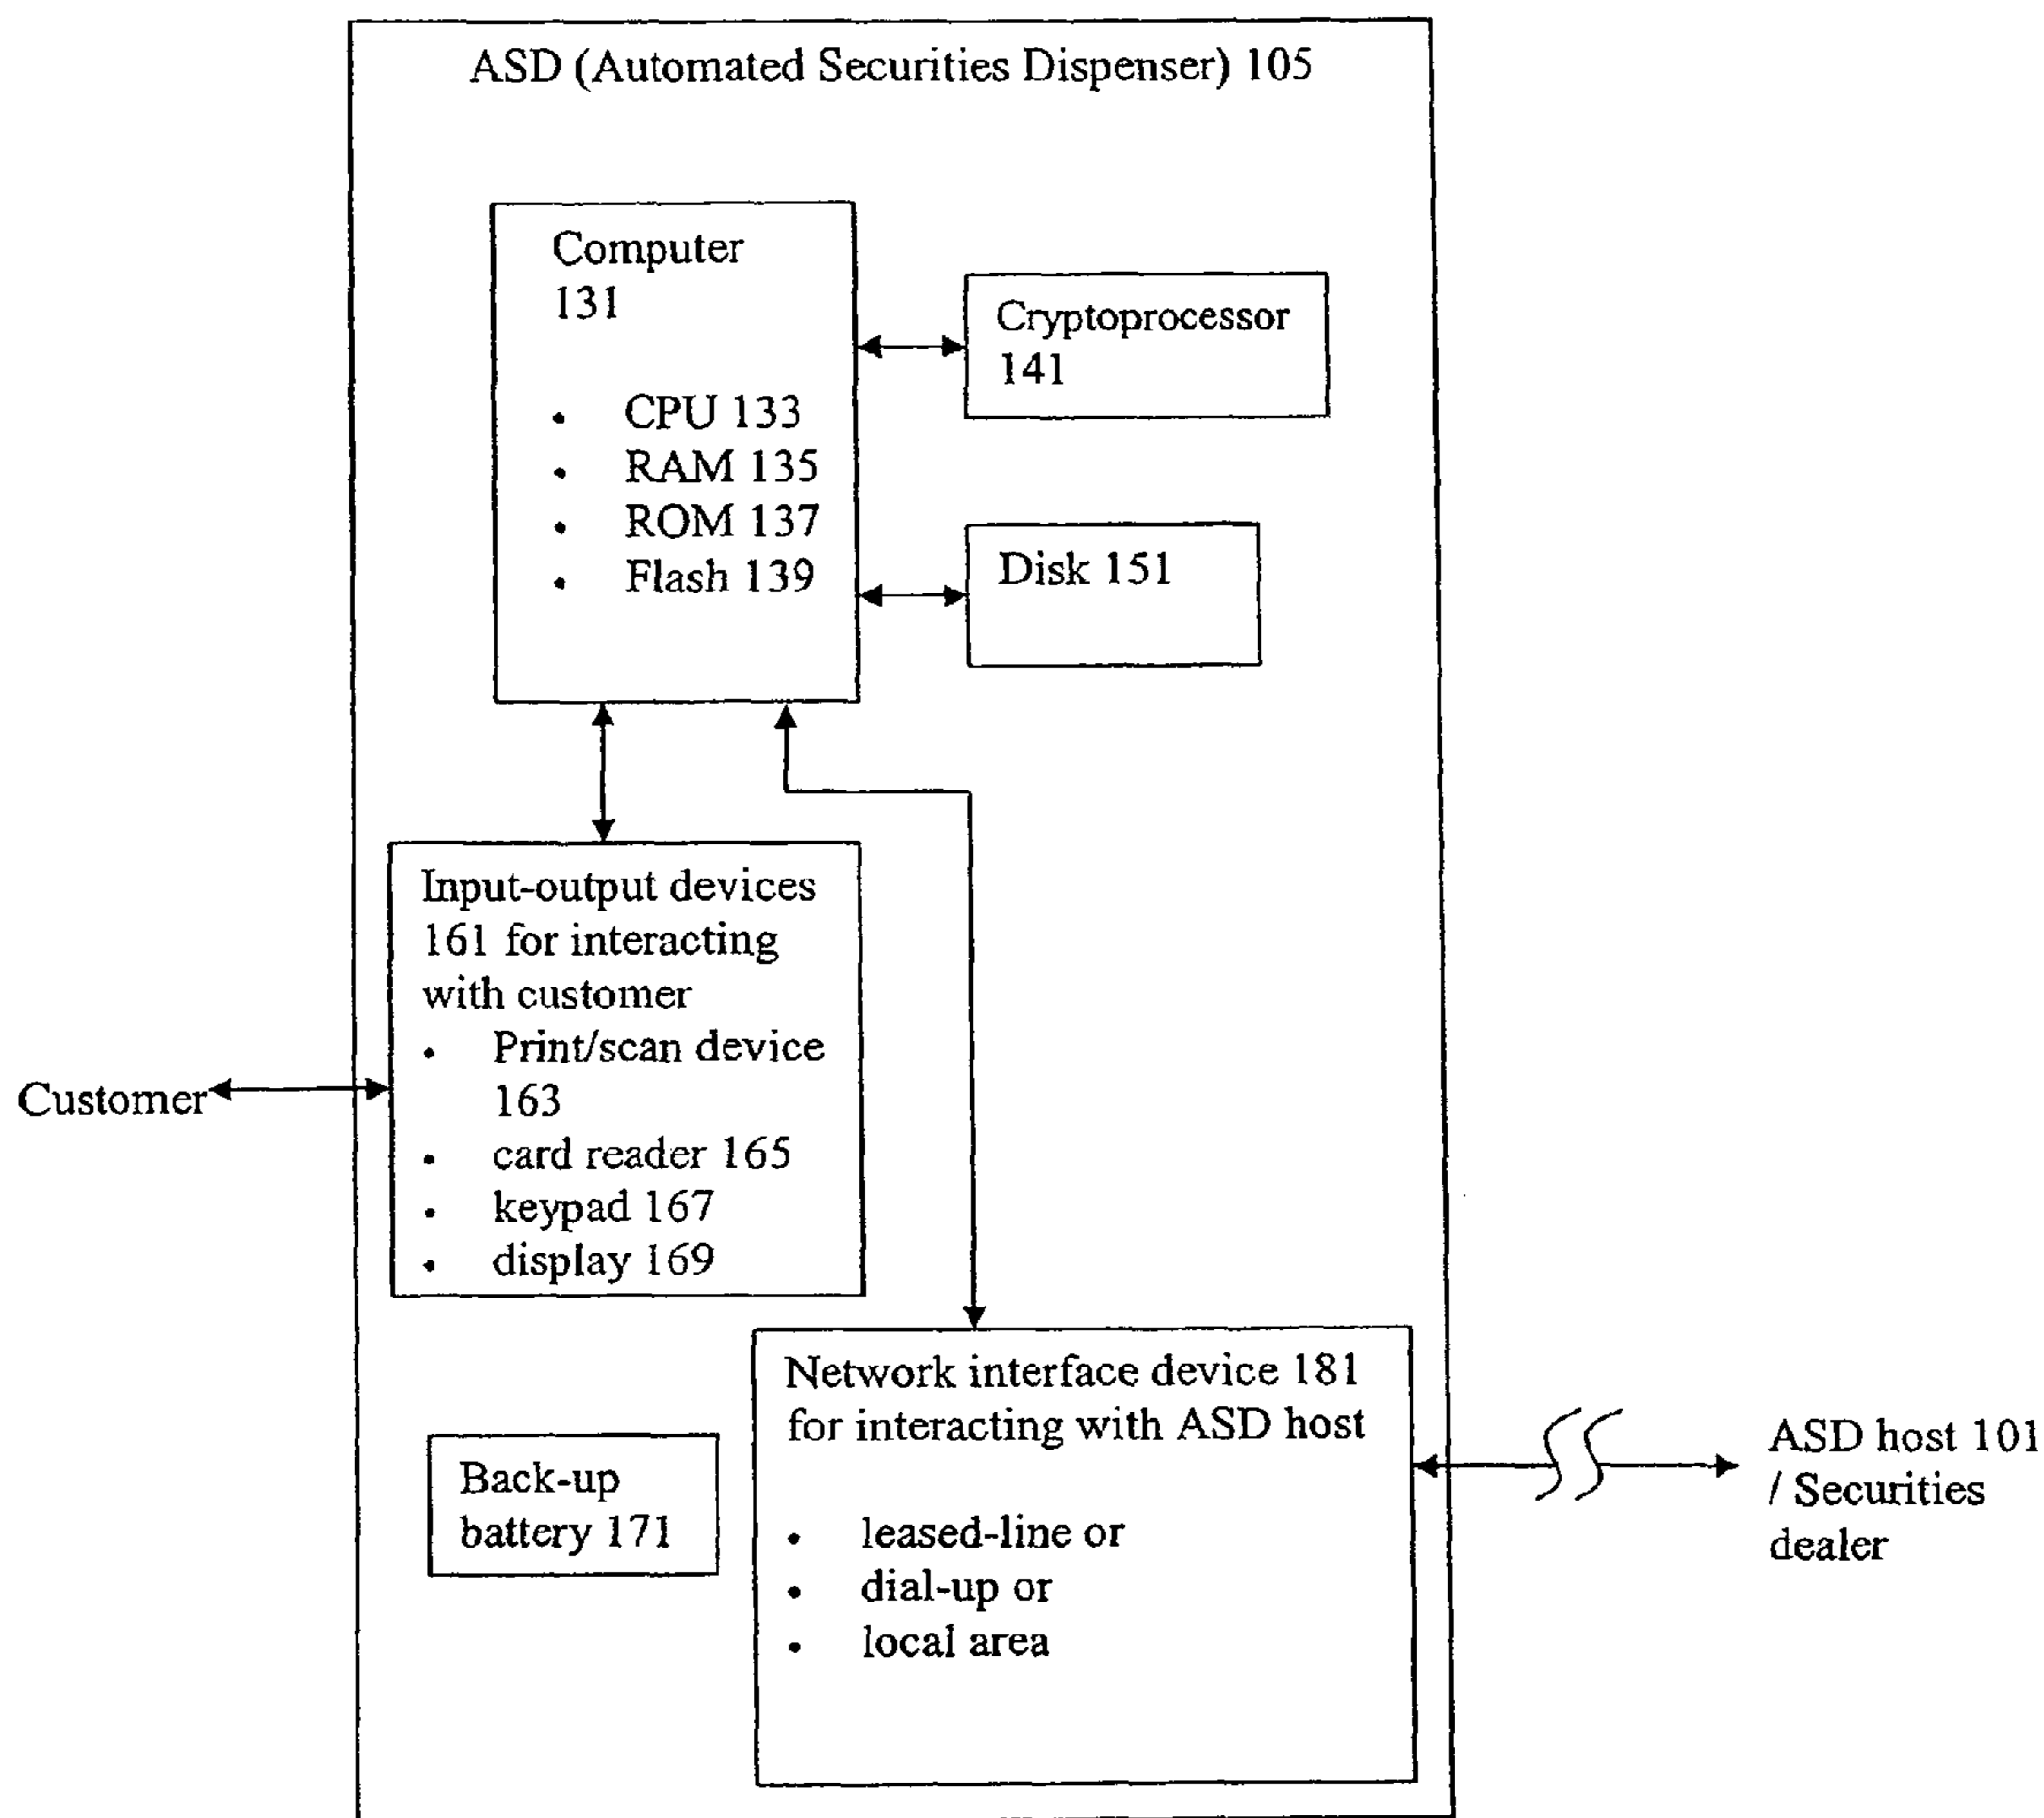 ASD (Automated Securities Dispenser) 105
Computer
131
• CPU 133
• RAM 135
• ROM 137
• Flash 139
Cryptoprocessor
141
Disk 151
Input-output devices
161 for interacting
with customer
• Print/scan device
163
• card reader 165
• keypad 167
• display 169
Customer
Network interface device 181
for interacting with ASD host
• leased-line or
• dial-up or
• local area
Back-up
battery 171
ASD host 101
/ Securities
dealer